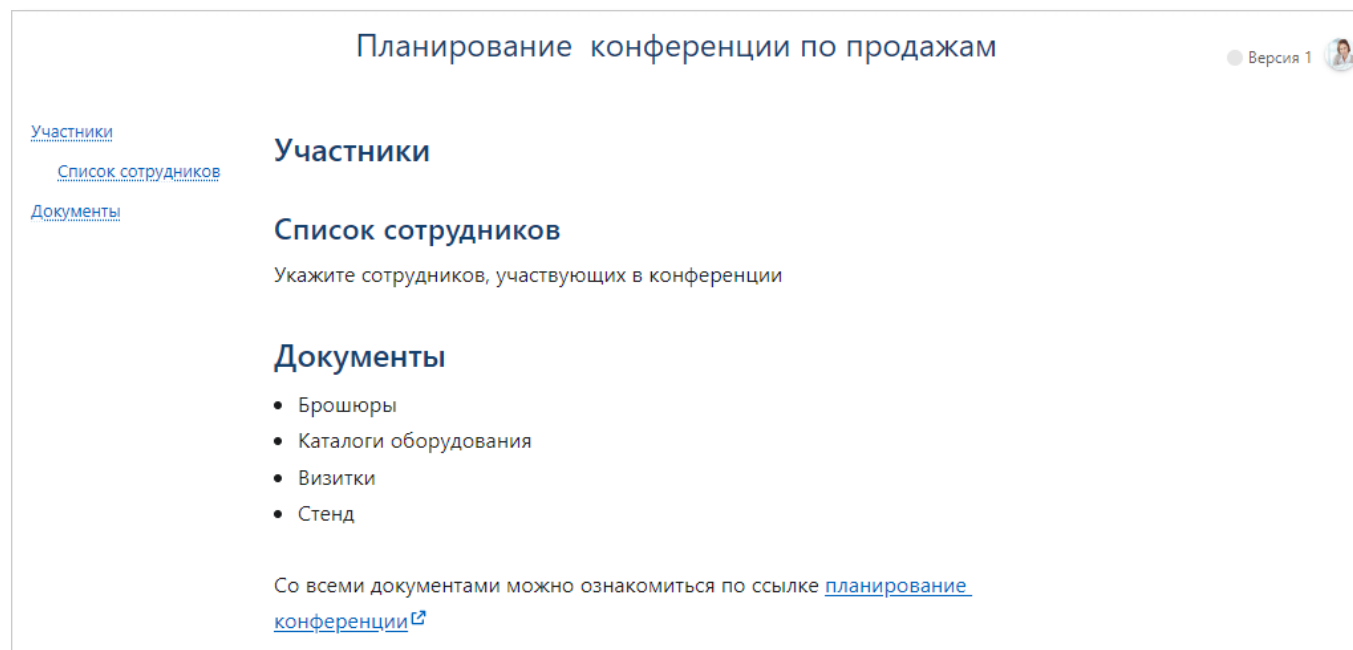 Планирование  конференции по продажам
Версия 1
Участники
Список сотрудников
Документы
Участники
Список сотрудников
Укажите сотрудников, участвующих в конференции
Документы
• Брошюры
• Каталоги оборудования
• Визитки
• Стенд
Со всеми документами можно ознакомиться по ссылке планирование
конференции